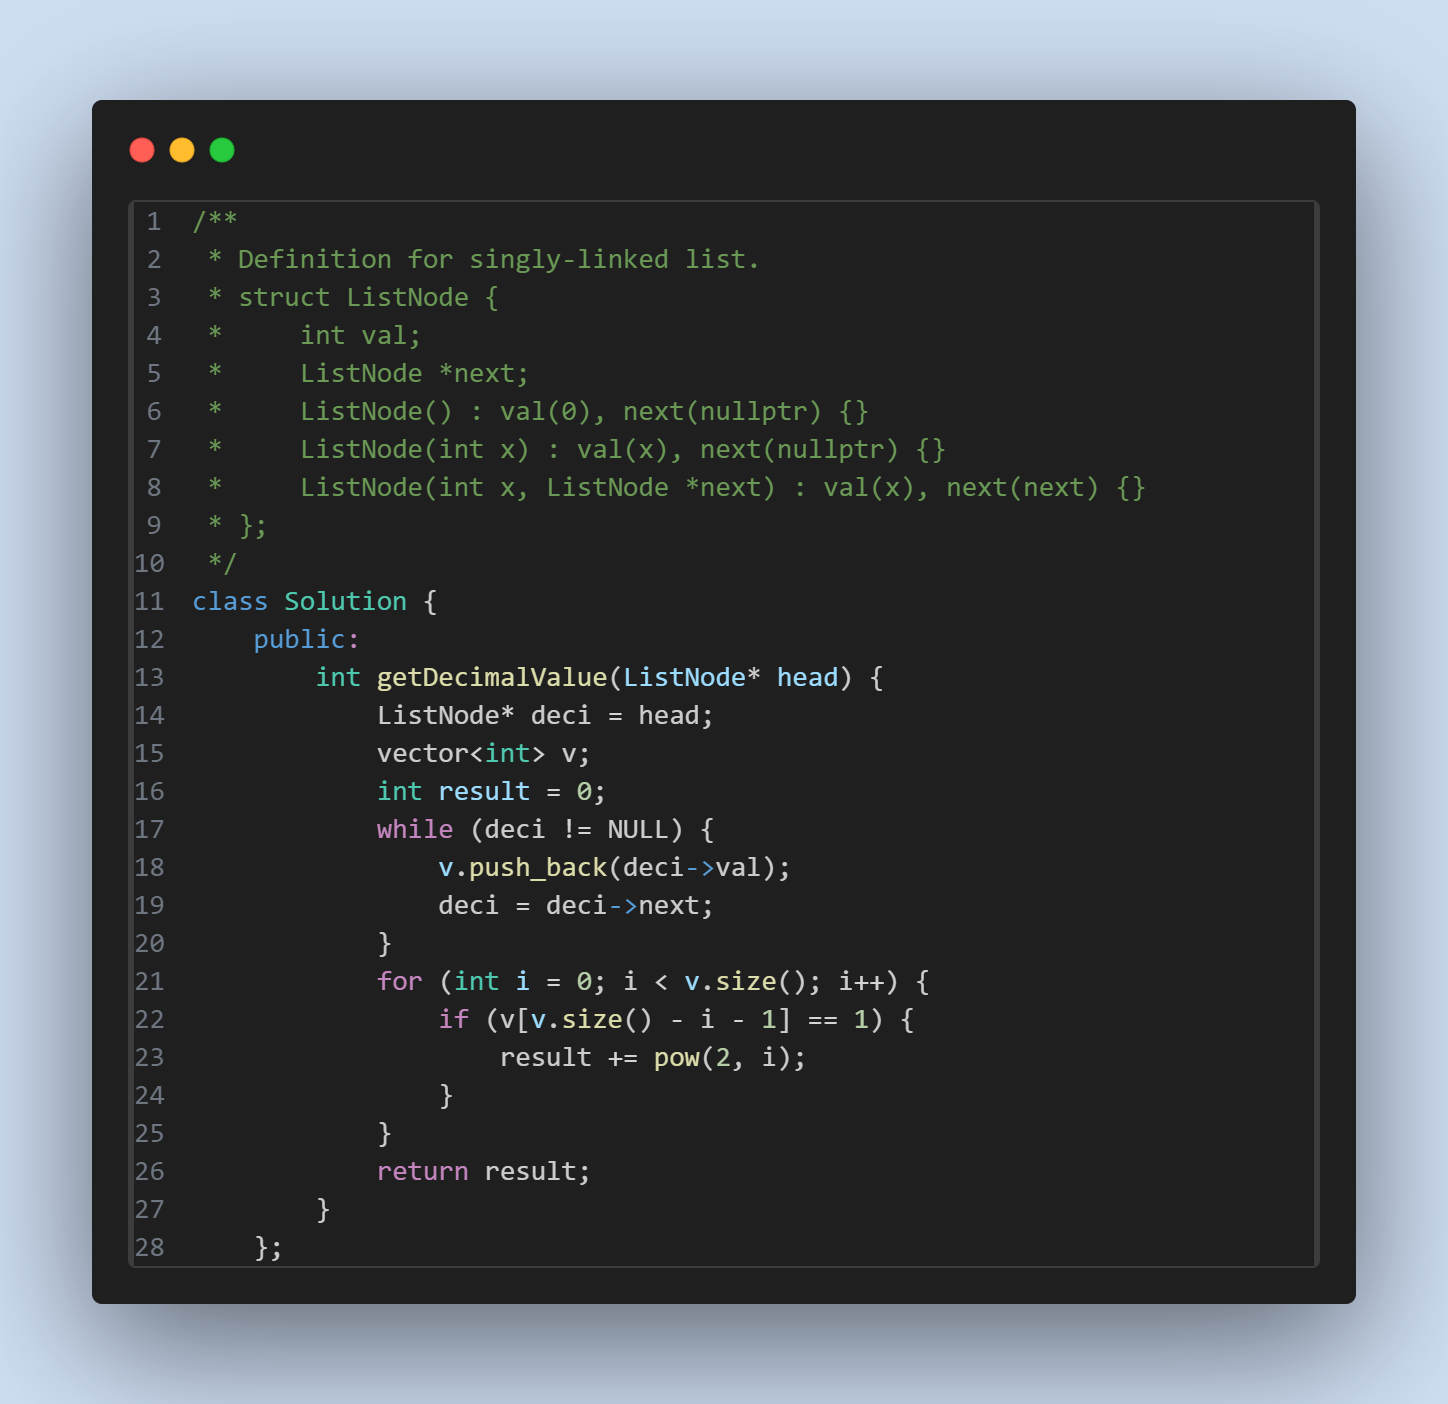 1 /**
2  * Definition for singly-linked list.
3  * struct ListNode {
4  *     int val;
5  *     ListNode *next;
6  *     ListNode() : val(0), next(nullptr) {}
7  *     ListNode(int x) : val(x), next(nullptr) {}
8  *     ListNode(int x, ListNode *next) : val(x), next(next) {}
9  * };
10  */
11 class Solution {
12     public:
13         int getDecimalValue(ListNode* head) {
14             ListNode* deci = head;
15             vector<int> v;
16             int result = 0;
17             while (deci != NULL) {
18                 v.push_back(deci->val);
19                 deci = deci->next;
20             }
21             for (int i = 0; i < v.size(); i++) {
22                 if (v[v.size() - i - 1] == 1) {
23                     result += pow(2, i);
24                 }
25             }
26             return result;
27         }
28     };